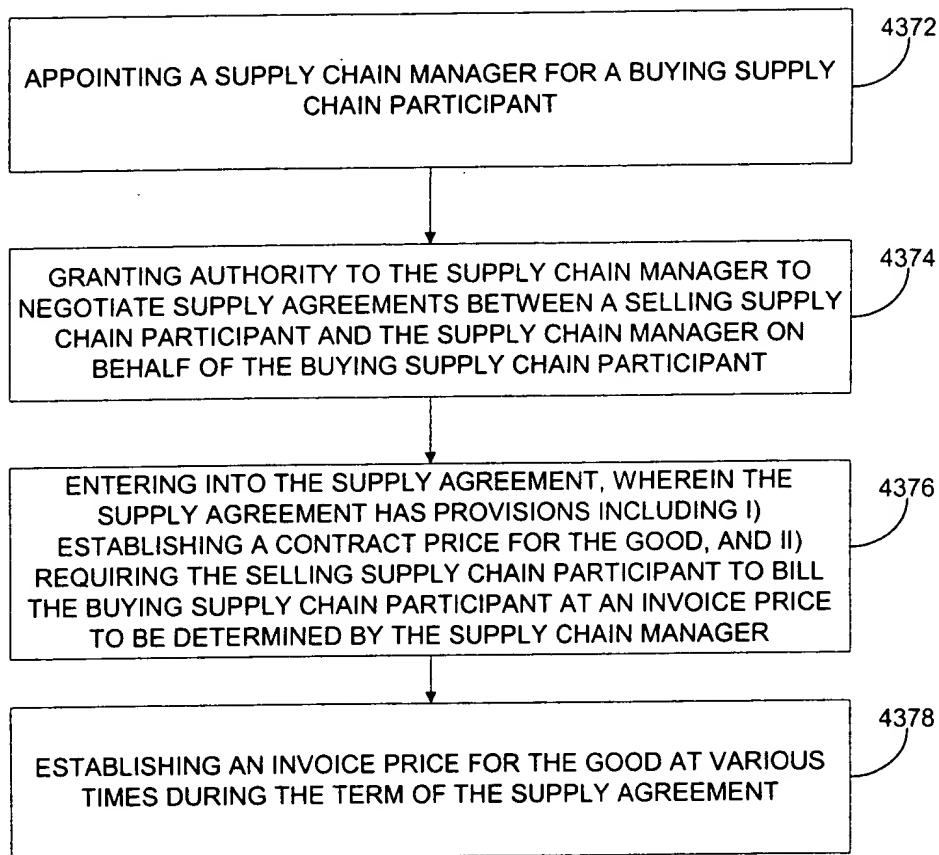 4372
APPOINTING A SUPPLY CHAIN MANAGER FOR A BUYING SUPPLY
CHAIN PARTICIPANT
4374
GRANTING AUTHORITY TO THE SUPPLY CHAIN MANAGER TO
NEGOTIATE SUPPLY AGREEMENTS BETWEEN A SELLING SUPPLY
CHAIN PARTICIPANT AND THE SUPPLY CHAIN MANAGER ON
BEHALF OF THE BUYING SUPPLY CHAIN PARTICIPANT
4376
ENTERING INTO THE SUPPLY AGREEMENT, WHEREIN THE
SUPPLY AGREEMENT HAS PROVISIONS INCLUDING I)
ESTABLISHING A CONTRACT PRICE FOR THE GOOD, AND II)
REQUIRING THE SELLING SUPPLY CHAIN PARTICIPANT TO BILL
THE BUYING SUPPLY CHAIN PARTICIPANT AT AN INVOICE PRICE
TO BE DETERMINED BY THE SUPPLY CHAIN MANAGER
4378
ESTABLISHING AN INVOICE PRICE FOR THE GOOD AT VARIOUS
TIMES DURING THE TERM OF THE SUPPLY AGREEMENT